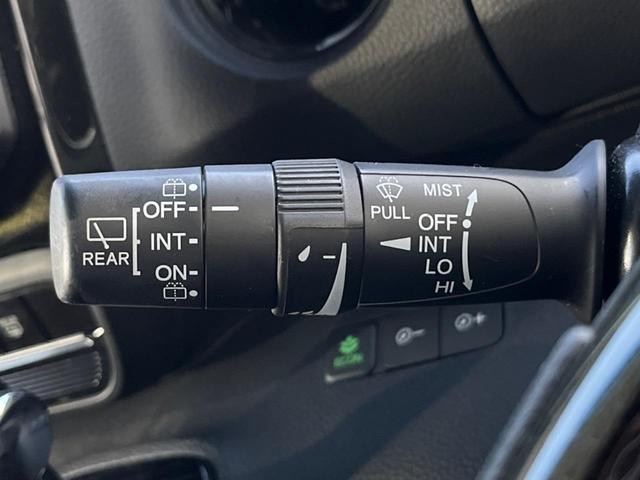 OFF
INT
ON
REAR
MIST
PULL
OFF
INT
LO
HI
ECON